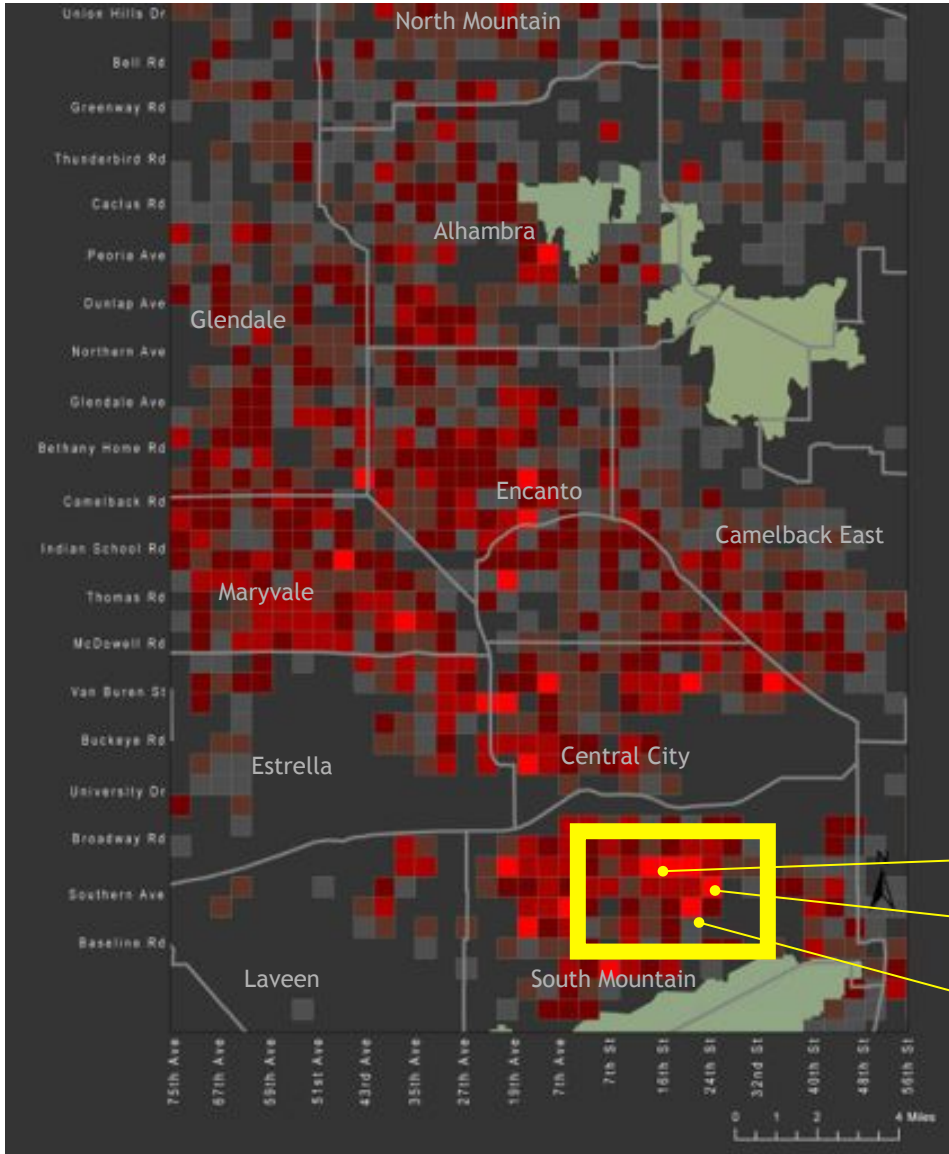 Union Hills Dr
North Mountain
Bell Rd
Greenway Rd
Thunderbird Rd
Cactus Rd
Alhambra
Peoria Ave
Dunlap Ave
Glendale
Northern Ave
Glendale Ave
Bethany Home Rd
Encanto
Camelback Rd
Camelback East
Indian School Rd
Maryvale
Thomas Rd
McDowell Rd
Van Buren St
Buckeye Rd
Central City
Estrella
University Dr
Broadway Rd
N
Southern Ave
Baseline Rd
Laveen
South Mountain
75th Ave
67th Ave
59th Ave
51st Ave
43rd Ave
35th Ave
27th Ave
19th Ave
7th Ave
7th St
16th St
24th St
32nd St
40th St
48th St
56th St
0 1 2 4 Miles